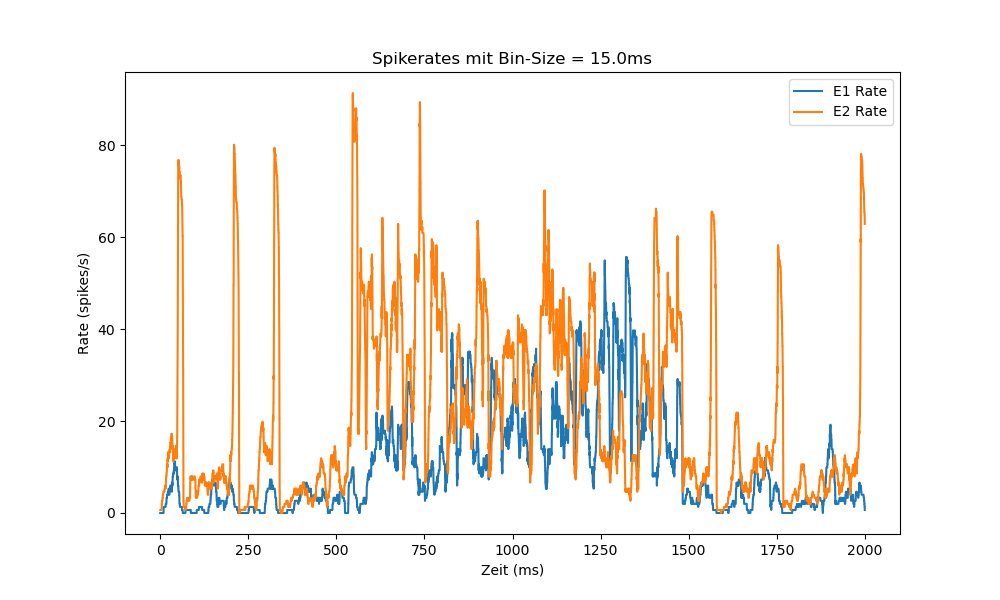 Spikerates mit Bin-Size = 15.0ms
E1 Rate
E2 Rate
Rate (spikes/s)
80
60
40
20
0
0 250 500 750 1000 1250 1500 1750 2000
Zeit (ms)